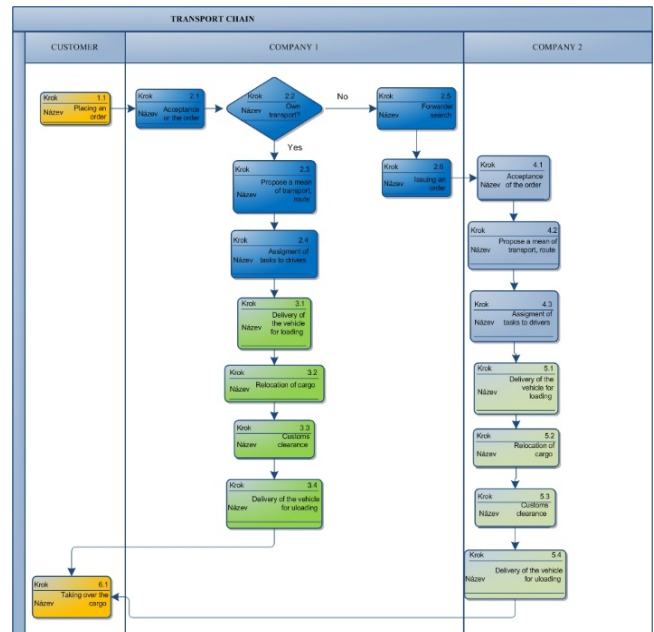 TRANSPORT CHAIN
CUSTOMER
COMPANY 1
COMPANY 2
Krok 1.1
Název Placing an
order
Krok 2.1
Název Acceptance
or the order
Krok 2.2
Název Own
transport?
No
Yes
Krok 2.5
Název Forwarder
search
Krok 2.6
Název Issuing an
order
Krok 2.3
Propose a mean
of transport,
Název route
Krok 2.4
Assigment of
Název tasks to drivers
Krok 3.1
Delivery of
the vehicle
Název for loading
Krok 3.2
Relocation of cargo
Název
Krok 3.3
Customs
Název clearance
Krok 3.4
Delivery of the vehicle
Název for uloading
Krok 4.1
Acceptance
Název of the order
Krok 4.2
Propose a mean of
Název transport, route
Krok 4.3
Assigment of
Název tasks to drivers
Krok 5.1
Delivery of the
Název vehicle for
loading
Krok 5.2
Relocation of
Název cargo
Krok 5.3
Customs
Název clearance
Krok 5.4
Delivery of the vehicle
Název for uloading
Krok 6.1
Taking over the
Název cargo